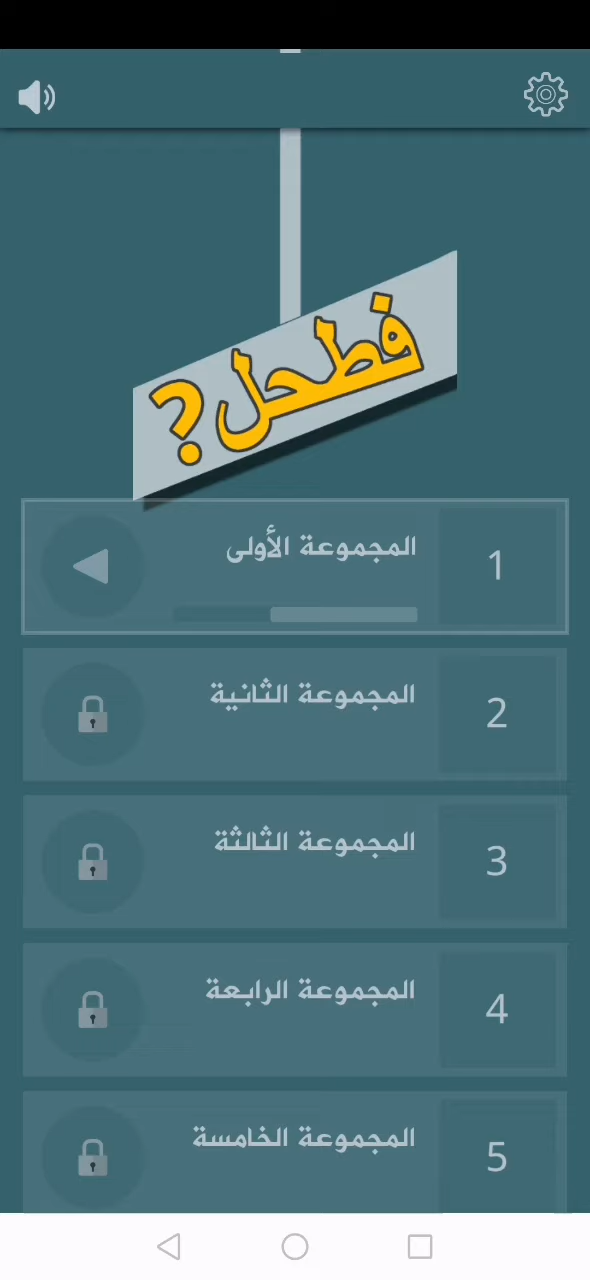 فطحل؟
المجموعة الأولى
1
المجموعة الثانية
2
المجموعة الثالثة
3
المجموعة الرابعة
4
المجموعة الخامسة
5